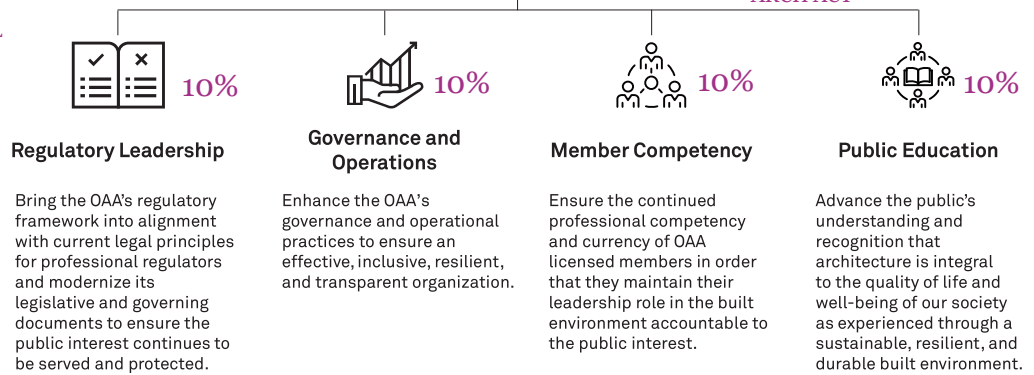 10%
Regulatory Leadership
Bring the OAA's regulatory
framework into alignment
with current legal principles
for professional regulators
and modernize its
legislative and governing
documents to ensure the
public interest continues to
be served and protected.
10%
Governance and
Operations
Enhance the OAA's
governance and operational
practices to ensure an
effective, inclusive, resilient,
and transparent organization.
10%
Member Competency
Ensure the continued
professional competency
and currency of OAA
licensed members in order
that they maintain their
leadership role in the built
environment accountable to
the public interest.
10%
Public Education
Advance the public's
understanding and
recognition that
architecture is integral
to the quality of life and
well-being of our society
as experienced through a
sustainable, resilient, and
durable built environment.